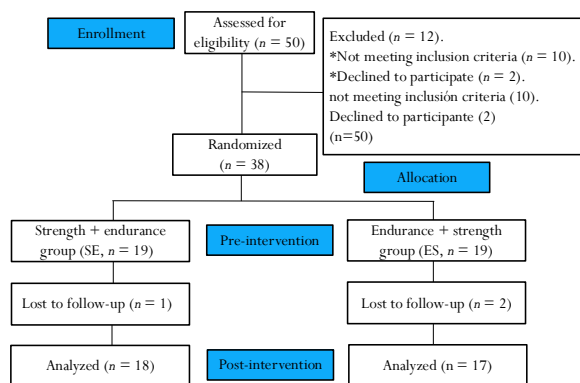 Enrollment
Assessed for
eligibility (n = 50)
Excluded (n = 12).
*Not meeting inclusion criteria (n = 10).
*Declined to participate (n = 2).
not meeting inclusión criteria (10).
Declined to participante (2)
(n=50)
Randomized
(n = 38)
Allocation
Strength + endurance
group (SE, n = 19)
Pre-intervention
Endurance + strength
group (ES, n = 19)
Lost to follow-up (n = 1)
Lost to follow-up (n = 2)
Analyzed (n = 18)
Post-intervention
Analyzed (n = 17)